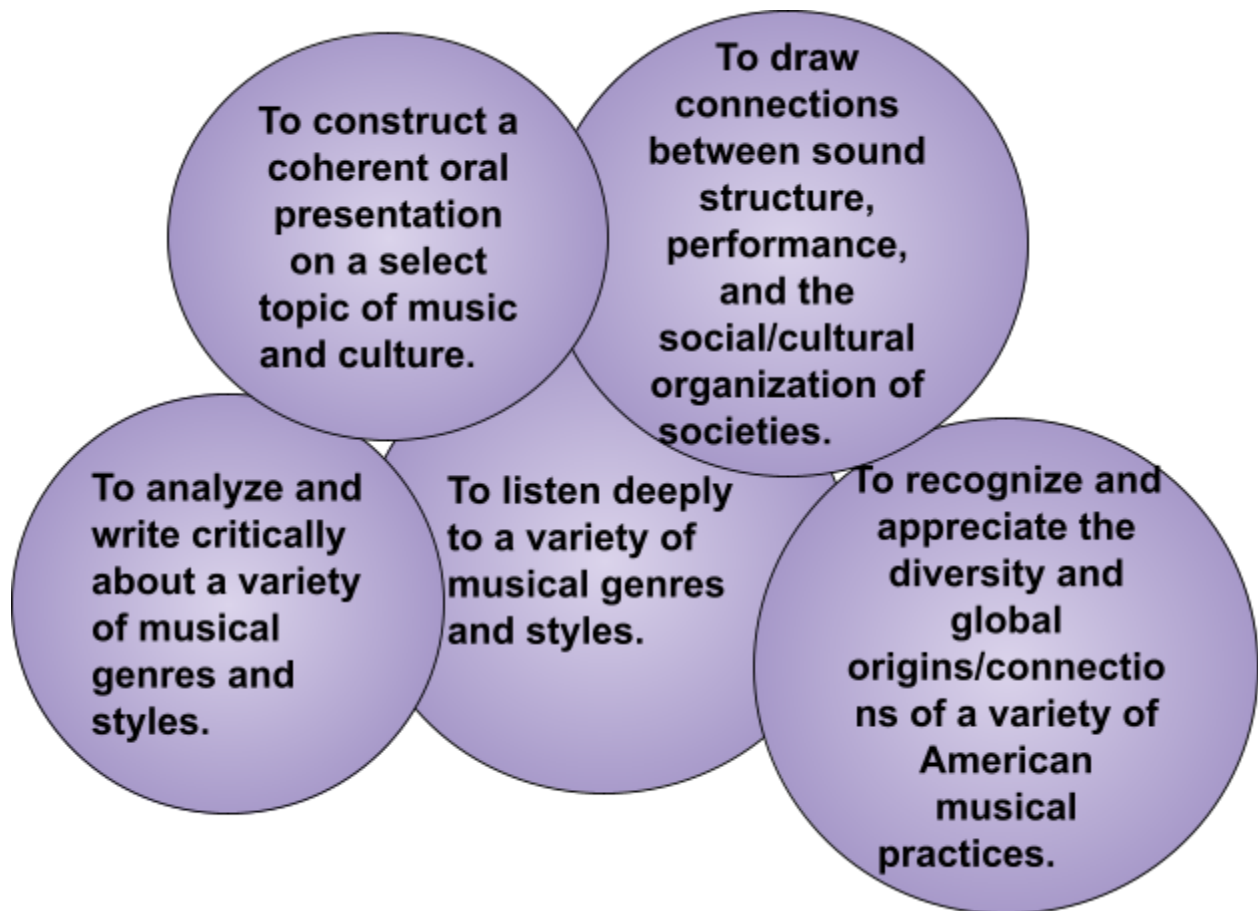 To construct a
coherent oral
presentation
on a select
topic of music
and culture.
To draw
connections
between sound
structure,
performance,
and the
social/cultural
organization of
societies.
To analyze and
write critically
about a variety
of musical
genres and
styles.
To listen deeply
to a variety of
musical genres
and styles.
To recognize and
appreciate the
diversity and
global
origins/connectio
ns of a variety of
American
musical
practices.